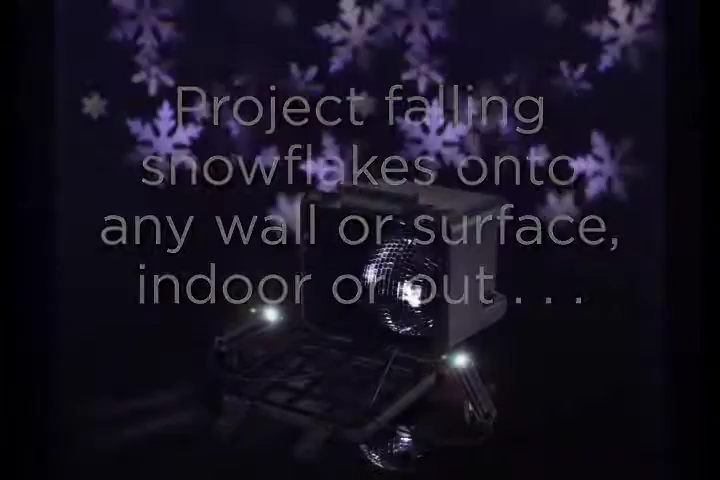 Project falling
snowflakes onto
any wall or surface,
indoor or out . . .